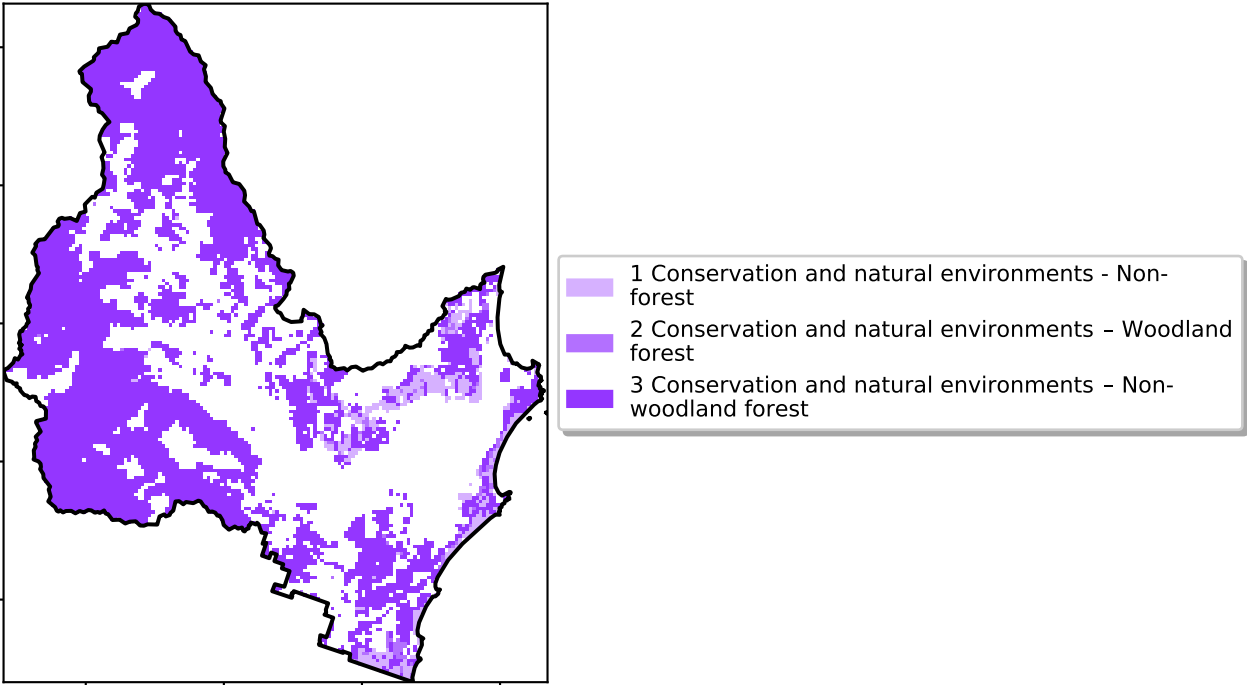 1 Conservation and natural environments - Non-
forest
2 Conservation and natural environments – Woodland
forest
3 Conservation and natural environments – Non-
woodland forest